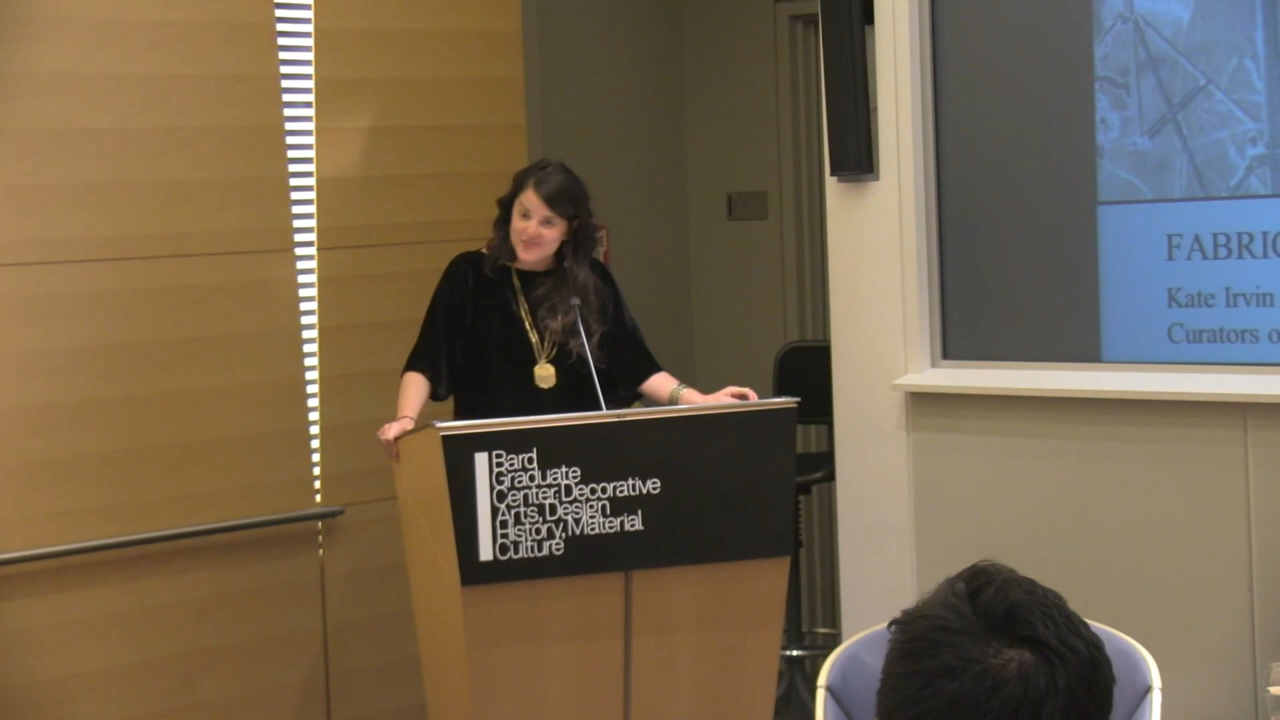 Bard
Graduate
Center: Decorative
Arts, Design
History, Material
Culture
FABRIC
Kate Irvin
Curators o